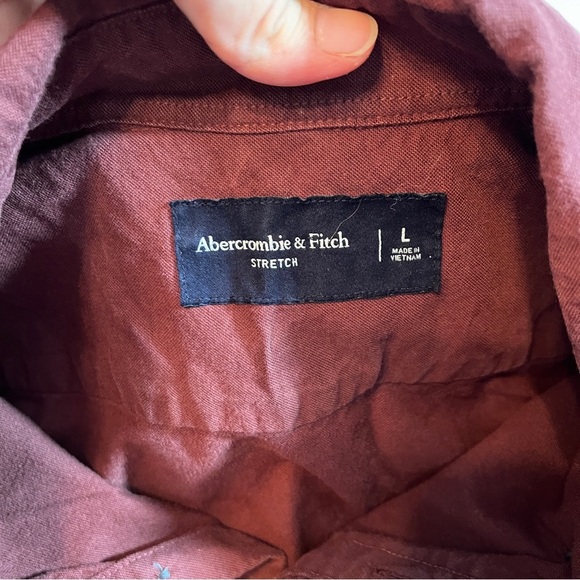 Abercrombie & Fitch
STRETCH
L
MADE IN
VIETNAM